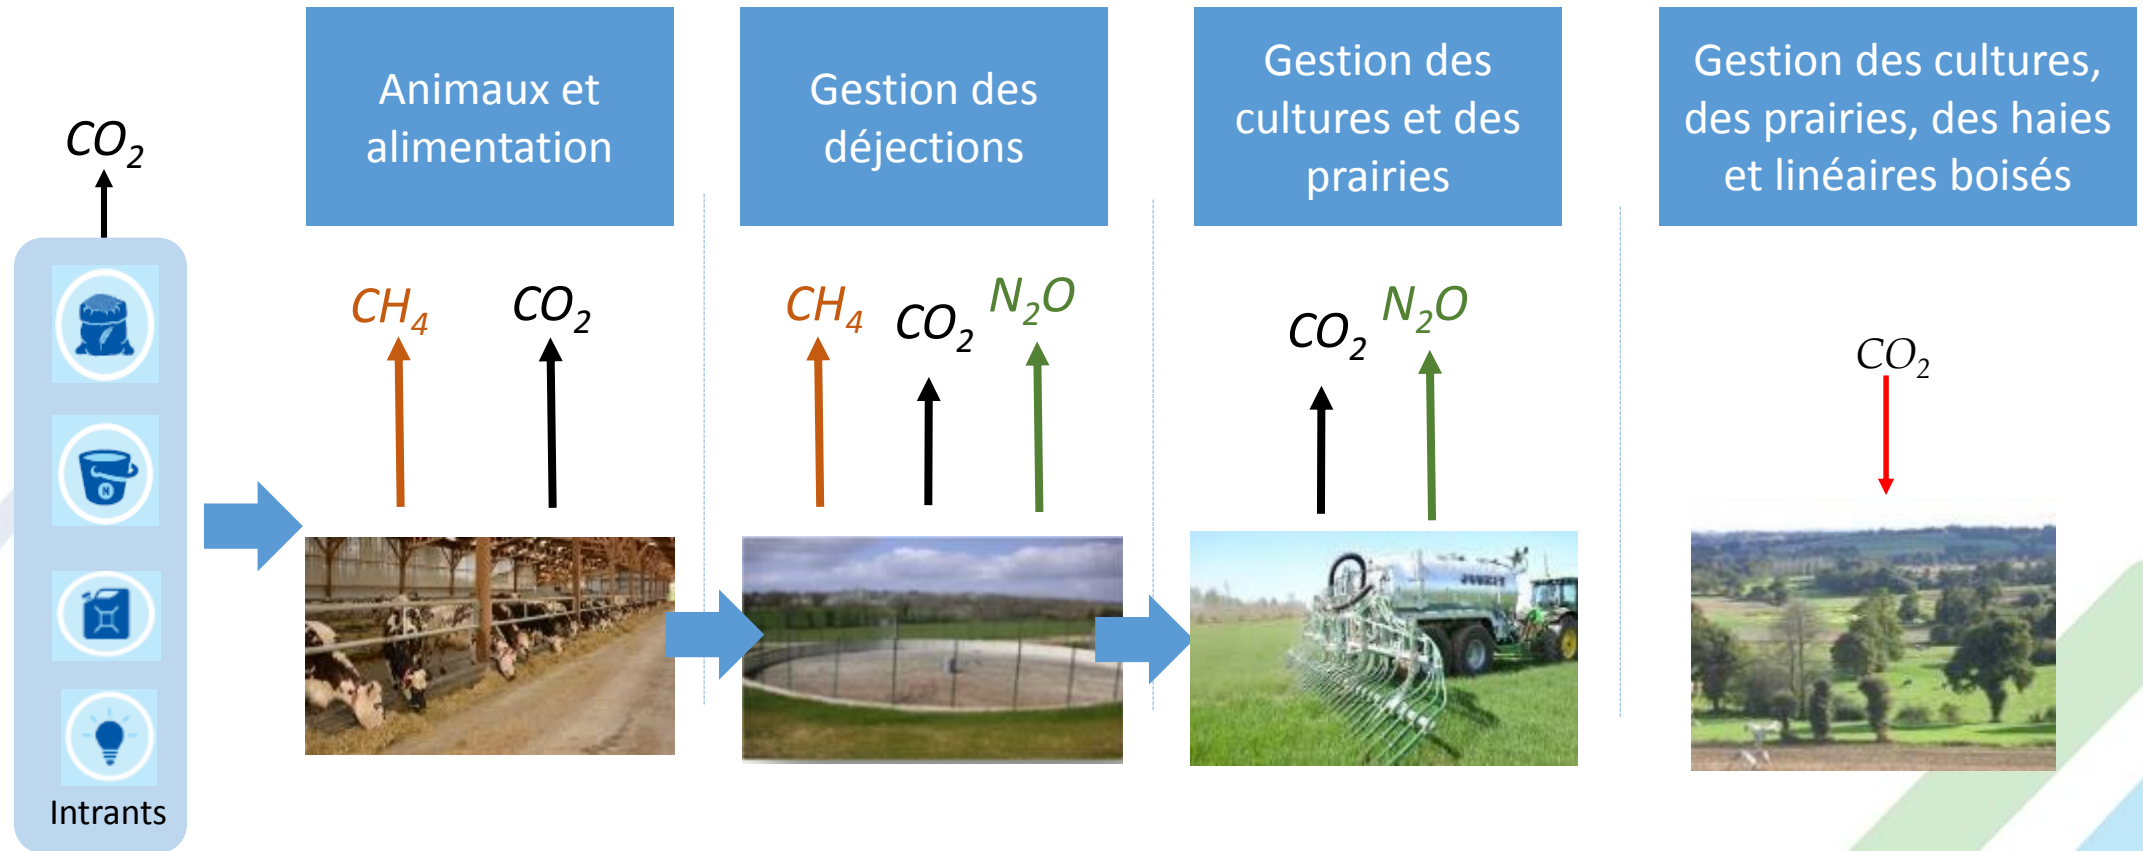 Animaux et
alimentation
Gestion des
déjections
Gestion des
cultures et des
prairies
Gestion des cultures,
des prairies, des haies
et linéaires boisés
CO₂
CH₄
CO₂
CH₄
CO₂
N₂O
CO₂
N₂O
CO₂
N
Intrants